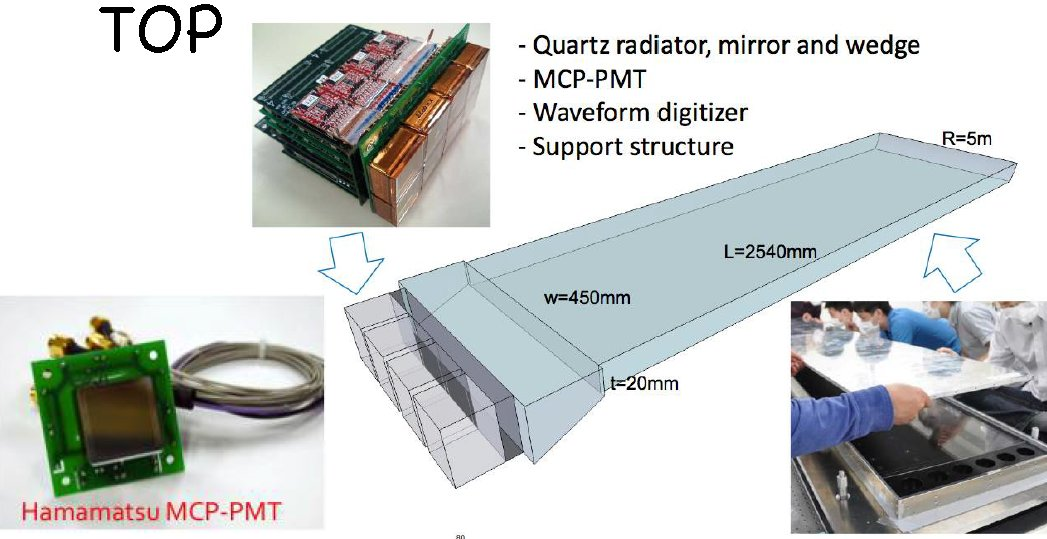 TOP
- Quartz radiator, mirror and wedge
- MCP-PMT
- Waveform digitizer
- Support structure
R=5m
L=2540mm
w=450mm
t=20mm
Hamamatsu MCP-PMT